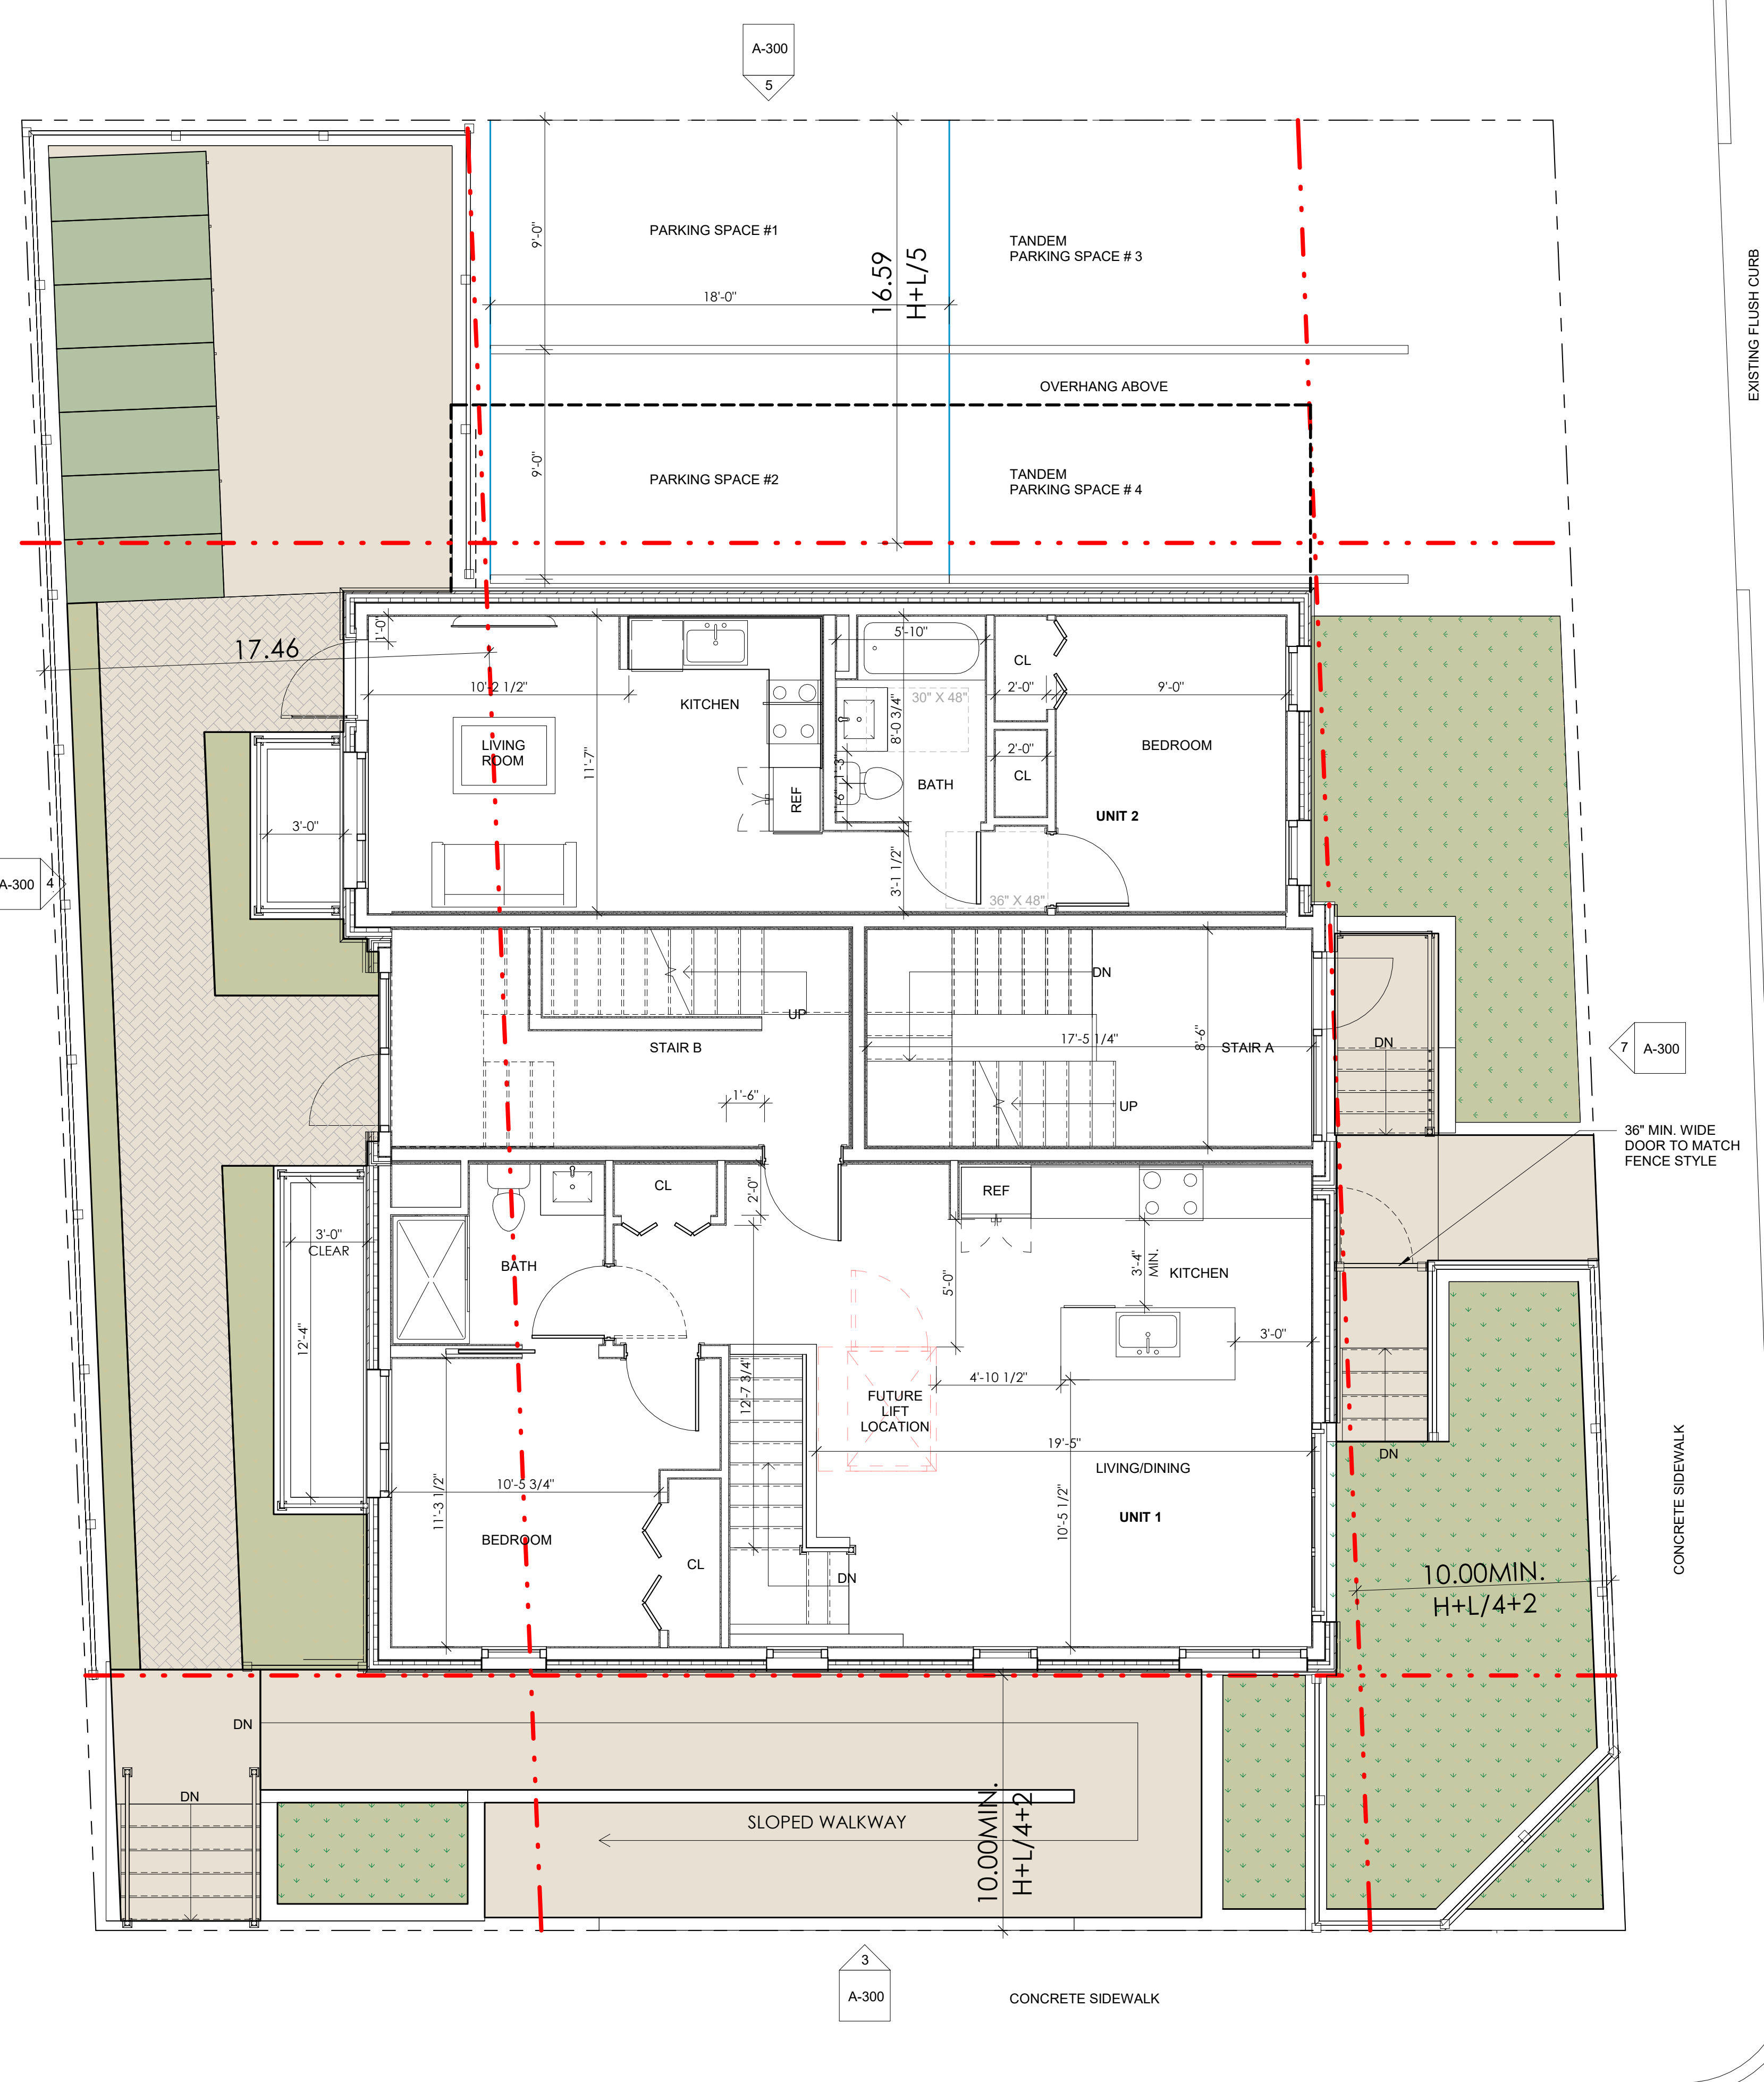 A-300
5
EXISTING FLUSH CURB
9'-0"
PARKING SPACE #1
16.59
H+L/5
TANDEM
PARKING SPACE # 3
18'-0"
OVERHANG ABOVE
9'-0"
PARKING SPACE #2
TANDEM
PARKING SPACE # 4
17.46
1'-0"
10'-2 1/2"
KITCHEN
5'-10"
30" X 48"
8'-0 3/4"
CL
2'-0"
9'-0"
LIVING
ROOM
11'-7"
REF
1'-3"
1'-6"
BATH
2'-0"
CL
BEDROOM
UNIT 2
3'-0"
3'-1 1/2"
36" X 48"
A-300
4
UP
STAIR B
1'-6"
DN
17'-5 1/4"
8'-6"
STAIR A
UP
DN
7
A-300
36" MIN. WIDE
DOOR TO MATCH
FENCE STYLE
3'-0"
CLEAR
12'-4"
BATH
CL
2'-0"
REF
5'-0"
3'-4"
MIN.
KITCHEN
3'-0"
12'-7 3/4"
FUTURE
LIFT
LOCATION
4'-10 1/2"
19'-5"
LIVING/DINING
UNIT 1
10'-5 1/2"
DN
11'-3 1/2"
10'-5 3/4"
BEDROOM
CL
DN
10.00MIN.
H+L/4+2
CONCRETE SIDEWALK
DN
DN
SLOPED WALKWAY
10.00MIN.
H+L/4+2
3
A-300
CONCRETE SIDEWALK